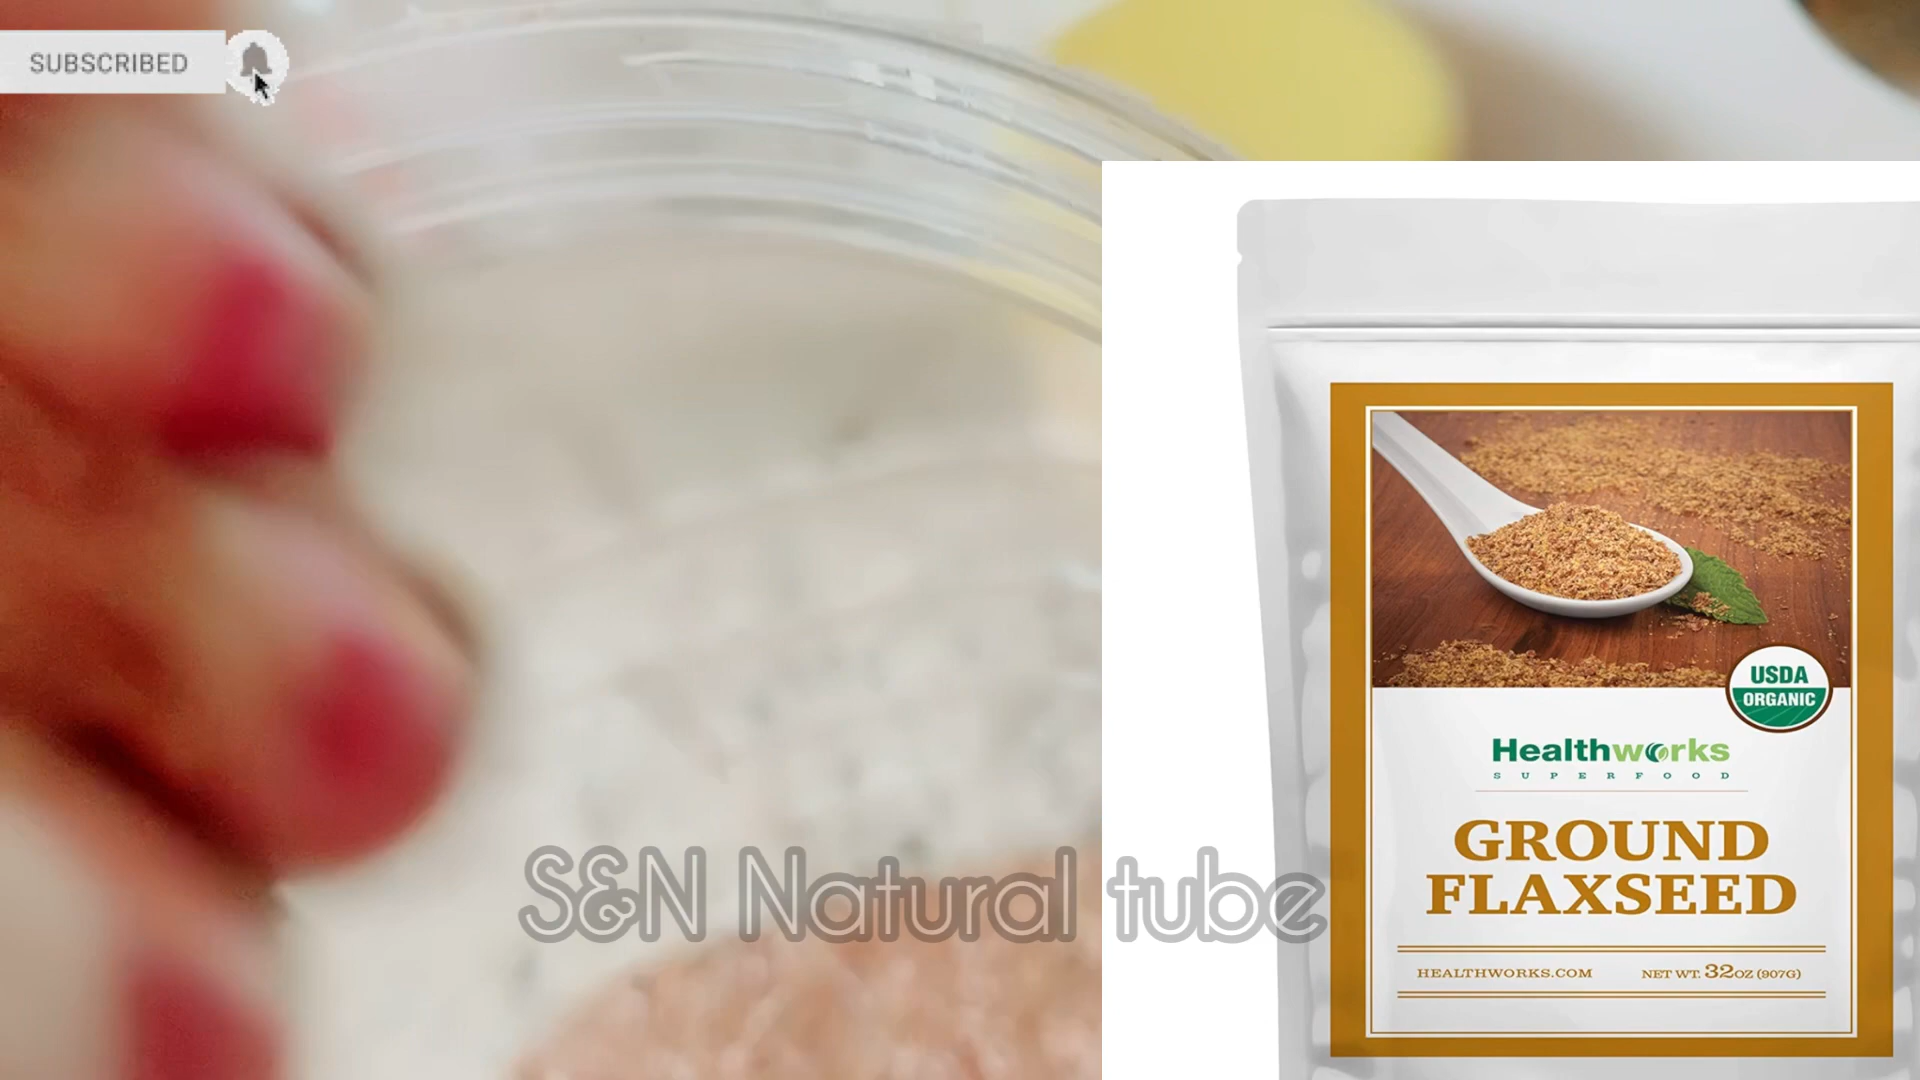 SUBSCRIBED
USDA
ORGANIC
Healthworks
SUPERFOOD
GROUND
FLAXSEED
HEALTHWORKS.COM NET WT. 32OZ (907G)
S&N Natural tube